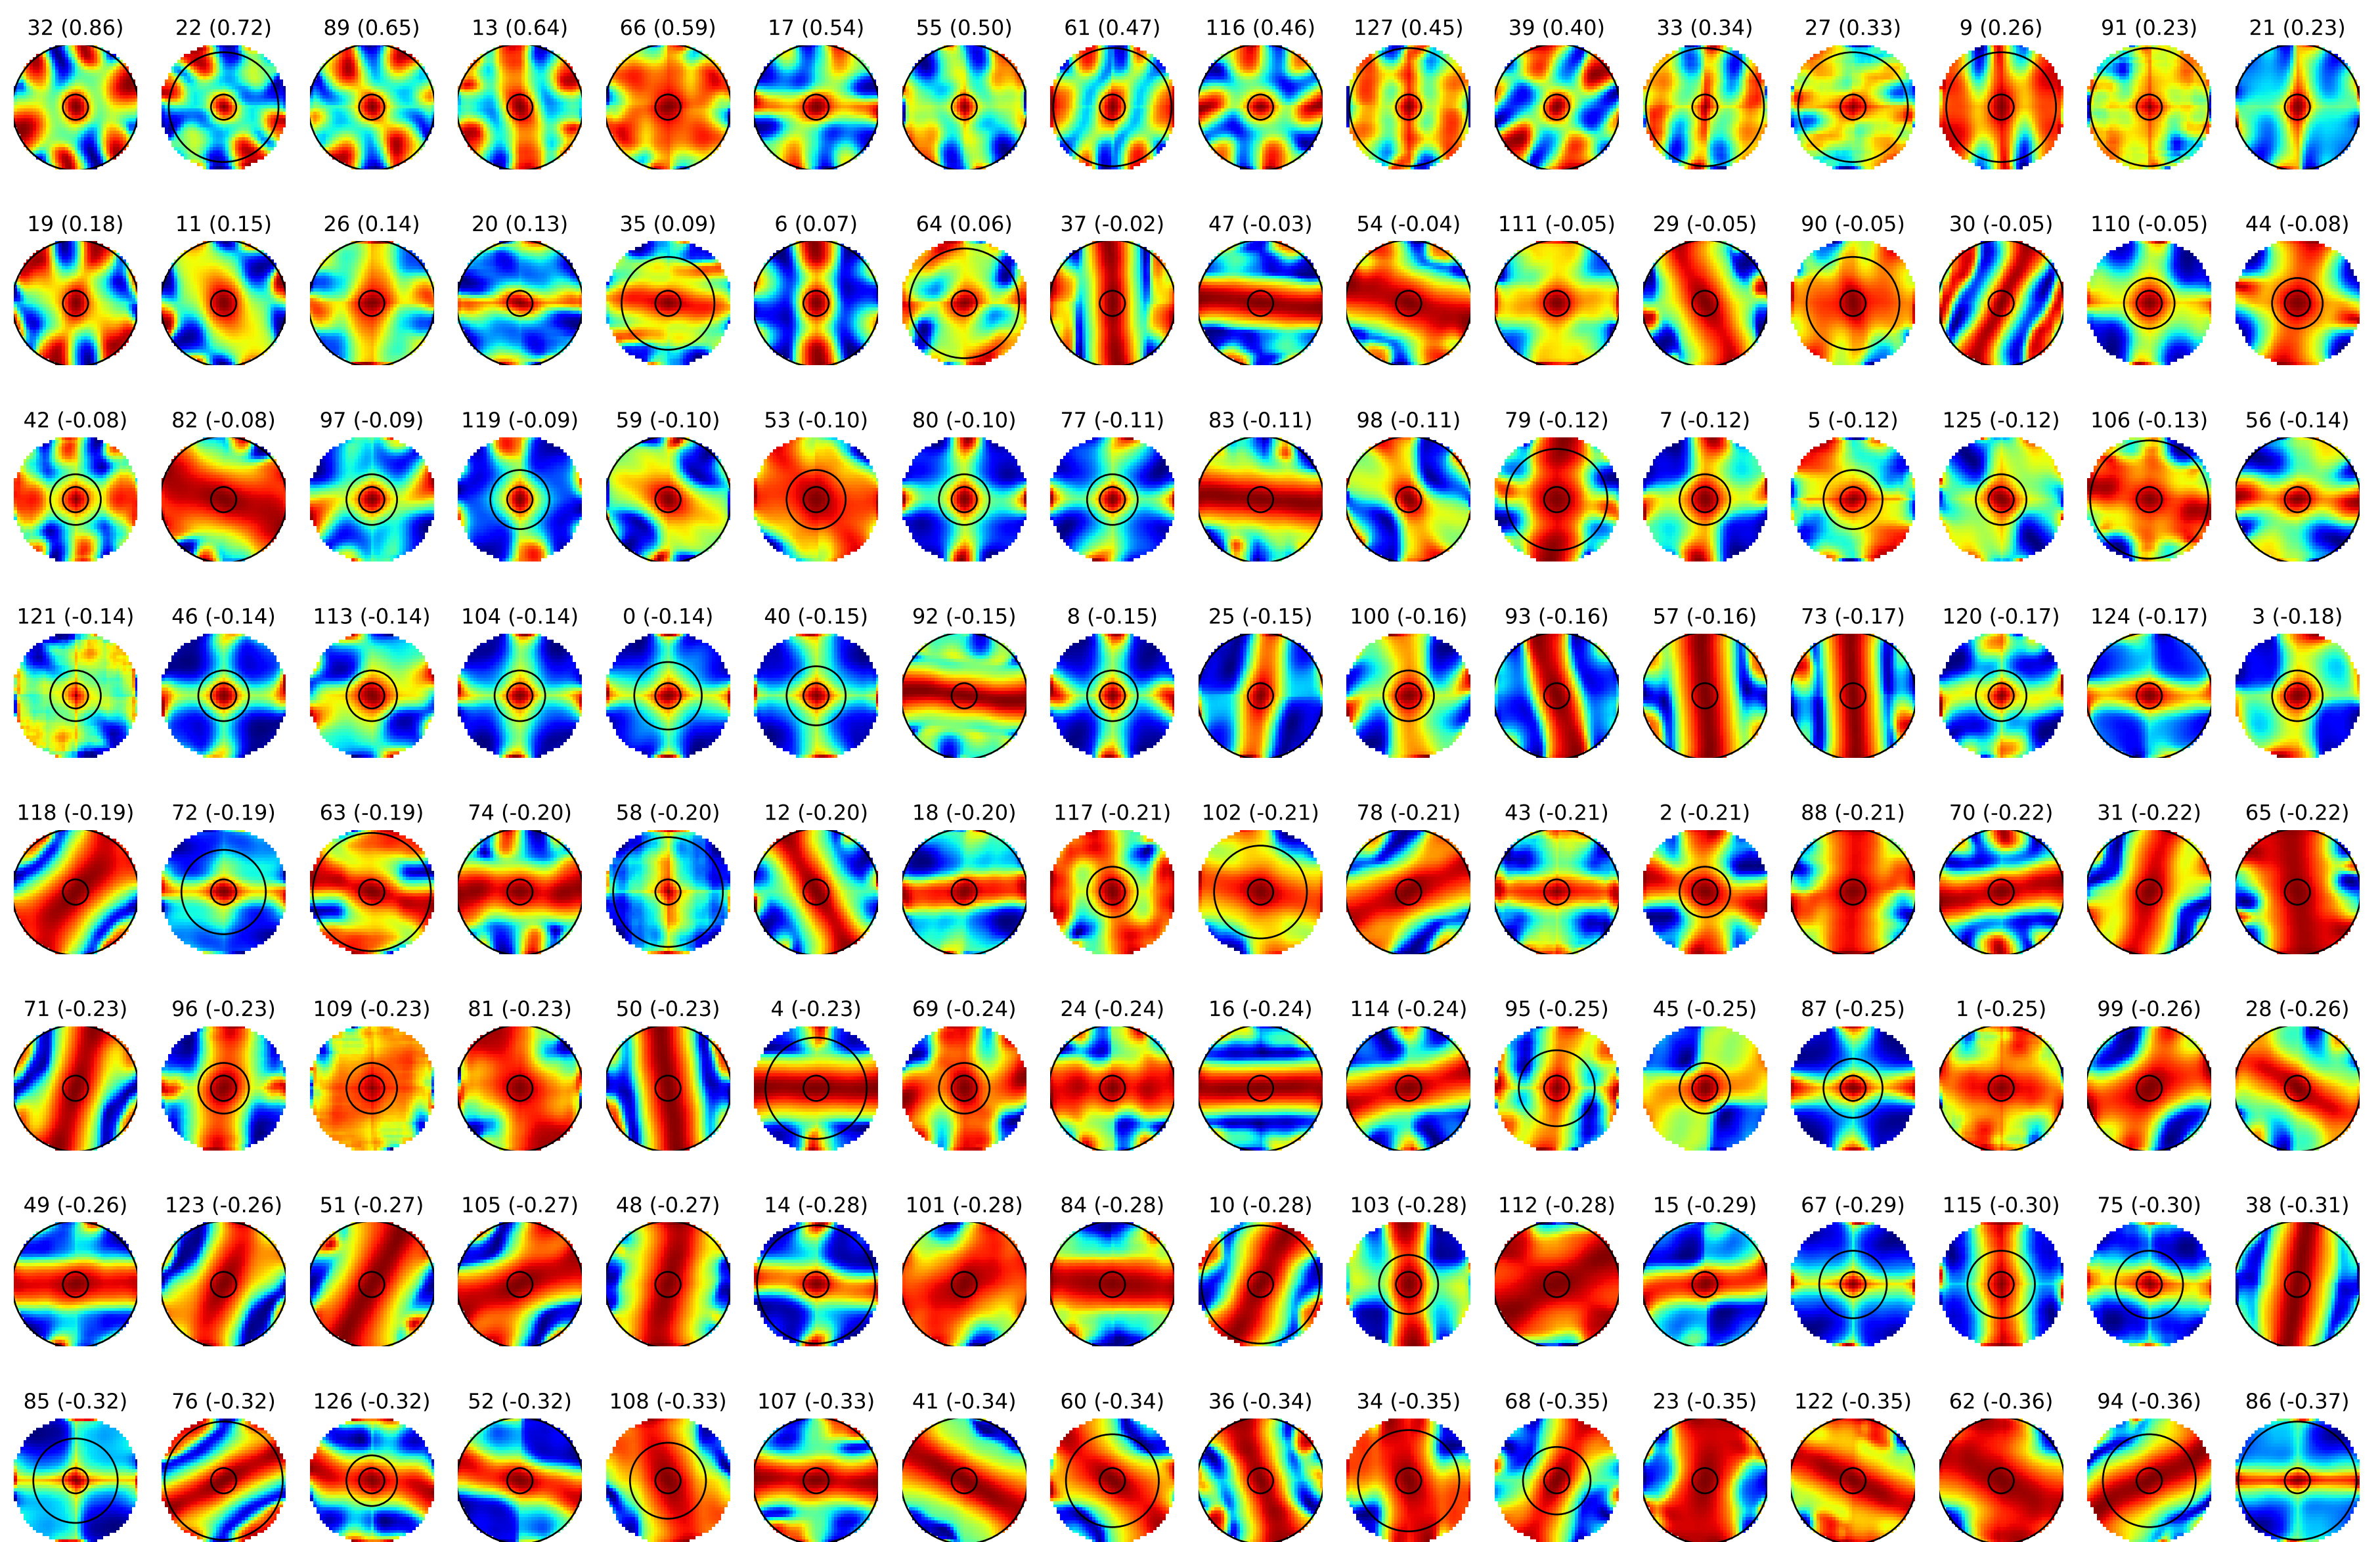 32 (0.86) 22 (0.72) 89 (0.65) 13 (0.64) 66 (0.59) 17 (0.54) 55 (0.50) 61 (0.47) 116 (0.46) 127 (0.45) 39 (0.40) 33 (0.34) 27 (0.33) 9 (0.26) 91 (0.23) 21 (0.23)
19 (0.18) 11 (0.15) 26 (0.14) 20 (0.13) 35 (0.09) 6 (0.07) 64 (0.06) 37 (-0.02) 47 (-0.03) 54 (-0.04) 111 (-0.05) 29 (-0.05) 90 (-0.05) 30 (-0.05) 110 (-0.05) 44 (-0.08)
42 (-0.08) 82 (-0.08) 97 (-0.09) 119 (-0.09) 59 (-0.10) 53 (-0.10) 80 (-0.10) 77 (-0.11) 83 (-0.11) 98 (-0.11) 79 (-0.12) 7 (-0.12) 5 (-0.12) 125 (-0.12) 106 (-0.13) 56 (-0.14)
121 (-0.14) 46 (-0.14) 113 (-0.14) 104 (-0.14) 0 (-0.14) 40 (-0.15) 92 (-0.15) 8 (-0.15) 25 (-0.15) 100 (-0.16) 93 (-0.16) 57 (-0.16) 73 (-0.17) 120 (-0.17) 124 (-0.17) 3 (-0.18)
118 (-0.19) 72 (-0.19) 63 (-0.19) 74 (-0.20) 58 (-0.20) 12 (-0.20) 18 (-0.20) 117 (-0.21) 102 (-0.21) 78 (-0.21) 43 (-0.21) 2 (-0.21) 88 (-0.21) 70 (-0.22) 31 (-0.22) 65 (-0.22)
71 (-0.23) 96 (-0.23) 109 (-0.23) 81 (-0.23) 50 (-0.23) 4 (-0.23) 69 (-0.24) 24 (-0.24) 16 (-0.24) 114 (-0.24) 95 (-0.25) 45 (-0.25) 87 (-0.25) 1 (-0.25) 99 (-0.26) 28 (-0.26)
49 (-0.26) 123 (-0.26) 51 (-0.27) 105 (-0.27) 48 (-0.27) 14 (-0.28) 101 (-0.28) 84 (-0.28) 10 (-0.28) 103 (-0.28) 112 (-0.28) 15 (-0.29) 67 (-0.29) 115 (-0.30) 75 (-0.30) 38 (-0.31)
85 (-0.32) 76 (-0.32) 126 (-0.32) 52 (-0.32) 108 (-0.33) 107 (-0.33) 41 (-0.34) 60 (-0.34) 36 (-0.34) 34 (-0.35) 68 (-0.35) 23 (-0.35) 122 (-0.35) 62 (-0.36) 94 (-0.36) 86 (-0.37)